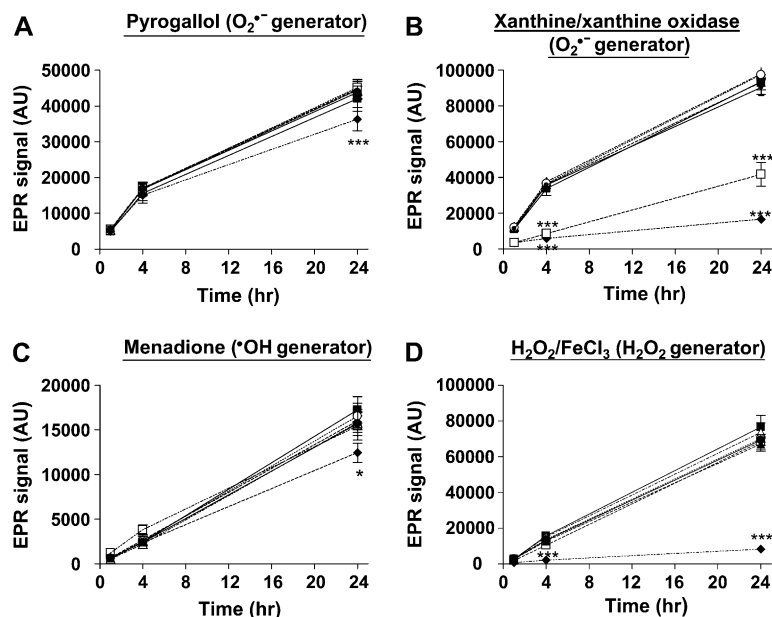 A
Pyrogallol (O₂•⁻ generator)
EPR signal (AU)
50000
40000
30000
20000
10000
0
***
0 4 8 12 16 20 24
Time (hr)
B
Xanthine/xanthine oxidase
(O₂•⁻ generator)
EPR signal (AU)
100000
80000
60000
40000
20000
0
***
***
***
***
0 4 8 12 16 20 24
Time (hr)
C
Menadione (•OH generator)
EPR signal (AU)
20000
15000
10000
5000
0
*
0 4 8 12 16 20 24
Time (hr)
D
H₂O₂/FeCl₃ (H₂O₂ generator)
EPR signal (AU)
100000
80000
60000
40000
20000
0
***
***
0 4 8 12 16 20 24
Time (hr)